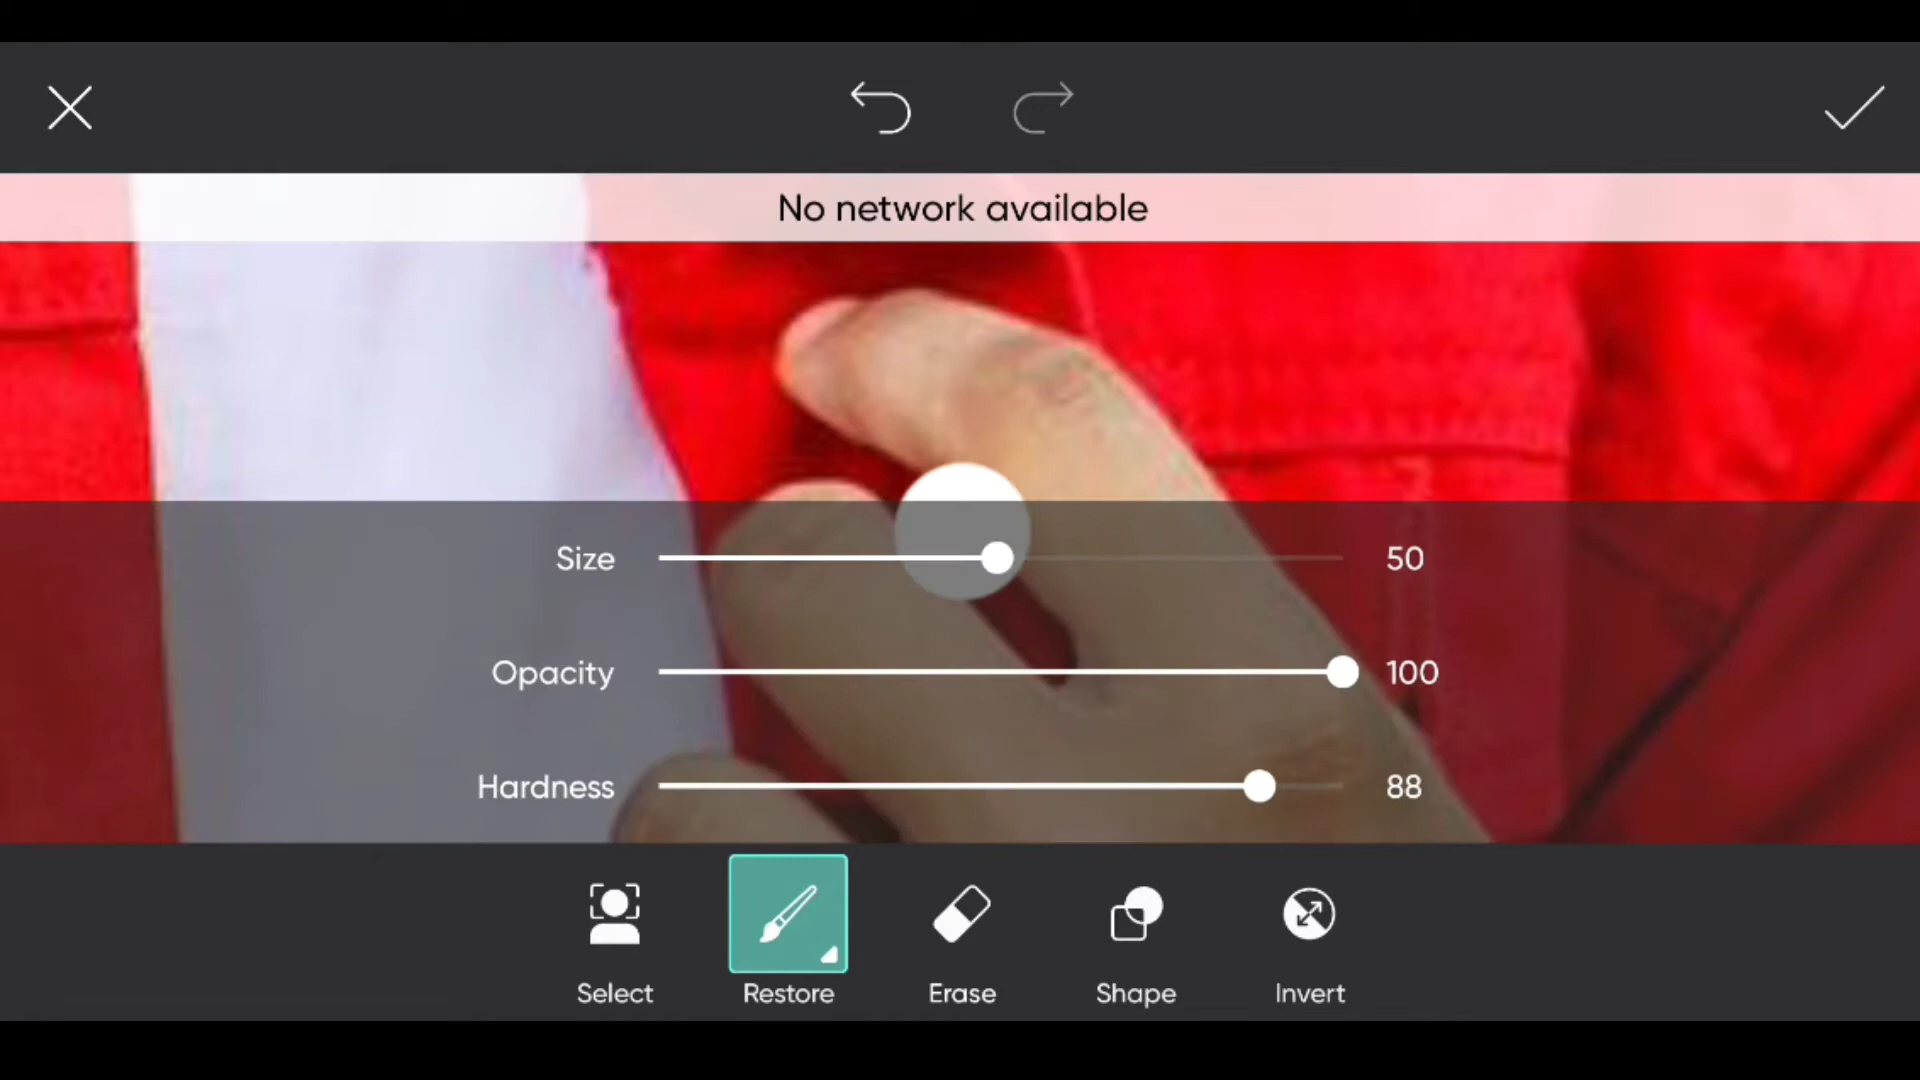 No network available
Size 50
Opacity 100
Hardness 88
Select Restore Erase Shape Invert